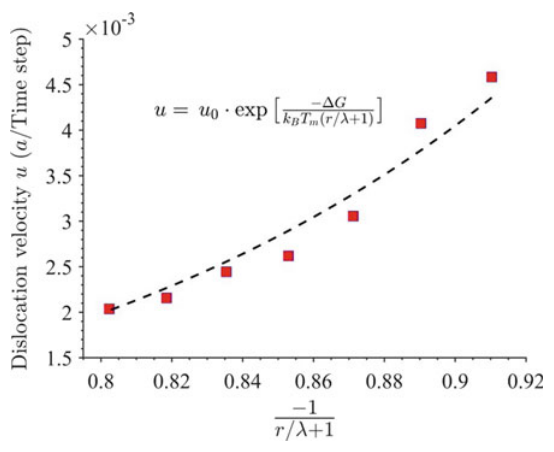 ×10⁻³
5
4.5
4
3.5
3
2.5
2
1.5
Dislocation velocity u (a/Time step)
u = u₀ · exp [ −ΔG / k_B T_m (r/λ+1) ]
0.8 0.82 0.84 0.86 0.88 0.9 0.92
−1
r/λ+1